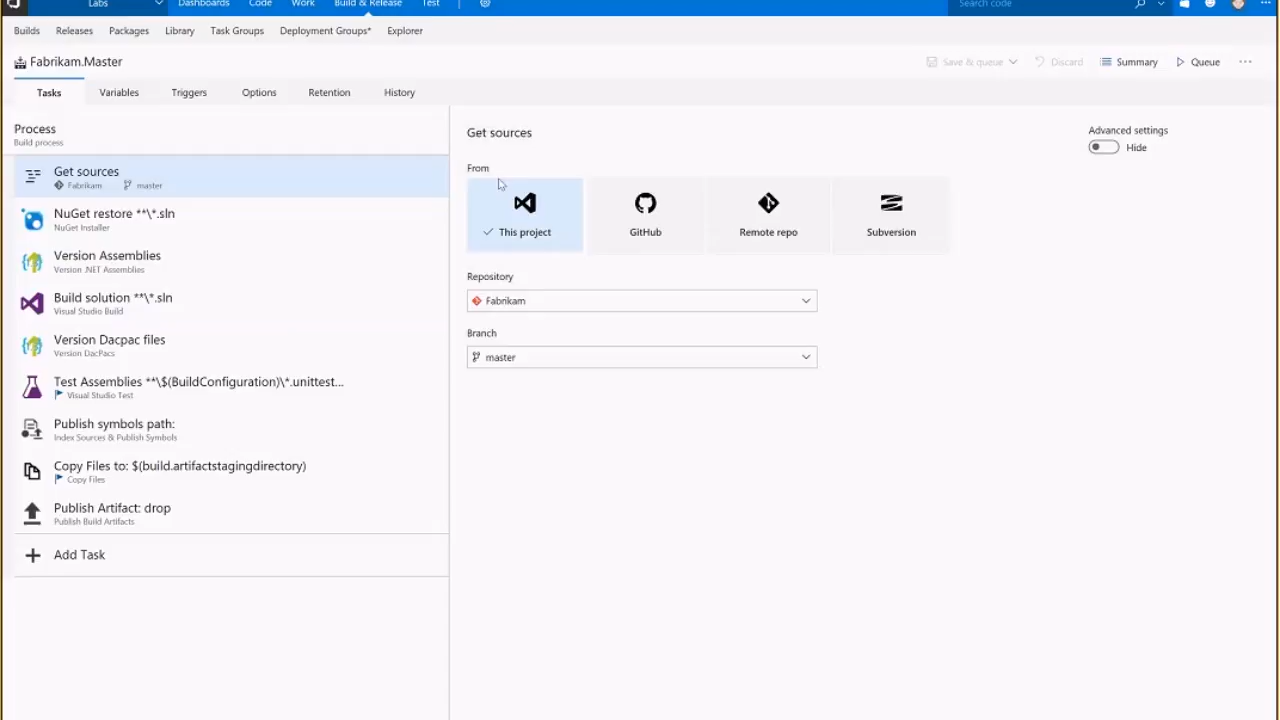 Labs Dashboards Code Work Build & Release Test Search code
Builds Releases Packages Library Task Groups Deployment Groups* Explorer
Fabrikam.Master Save & queue Discard Summary Queue ...
Tasks Variables Triggers Options Retention History
Process
Build process
Get sources
Fabrikam master
NuGet restore **\*.sln
NuGet Installer
Version Assemblies
Version .NET Assemblies
Build solution **\*.sln
Visual Studio Build
Version Dacpac files
Version DacPacs
Test Assemblies **\$(BuildConfiguration)\*.unittest...
Visual Studio Test
Publish symbols path:
Index Sources & Publish Symbols
Copy Files to: $(build.artifactstagingdirectory)
Copy Files
Publish Artifact: drop
Publish Build Artifacts
Add Task
Get sources
Advanced settings
Hide
From
This project GitHub Remote repo Subversion
Repository
Fabrikam
Branch
master